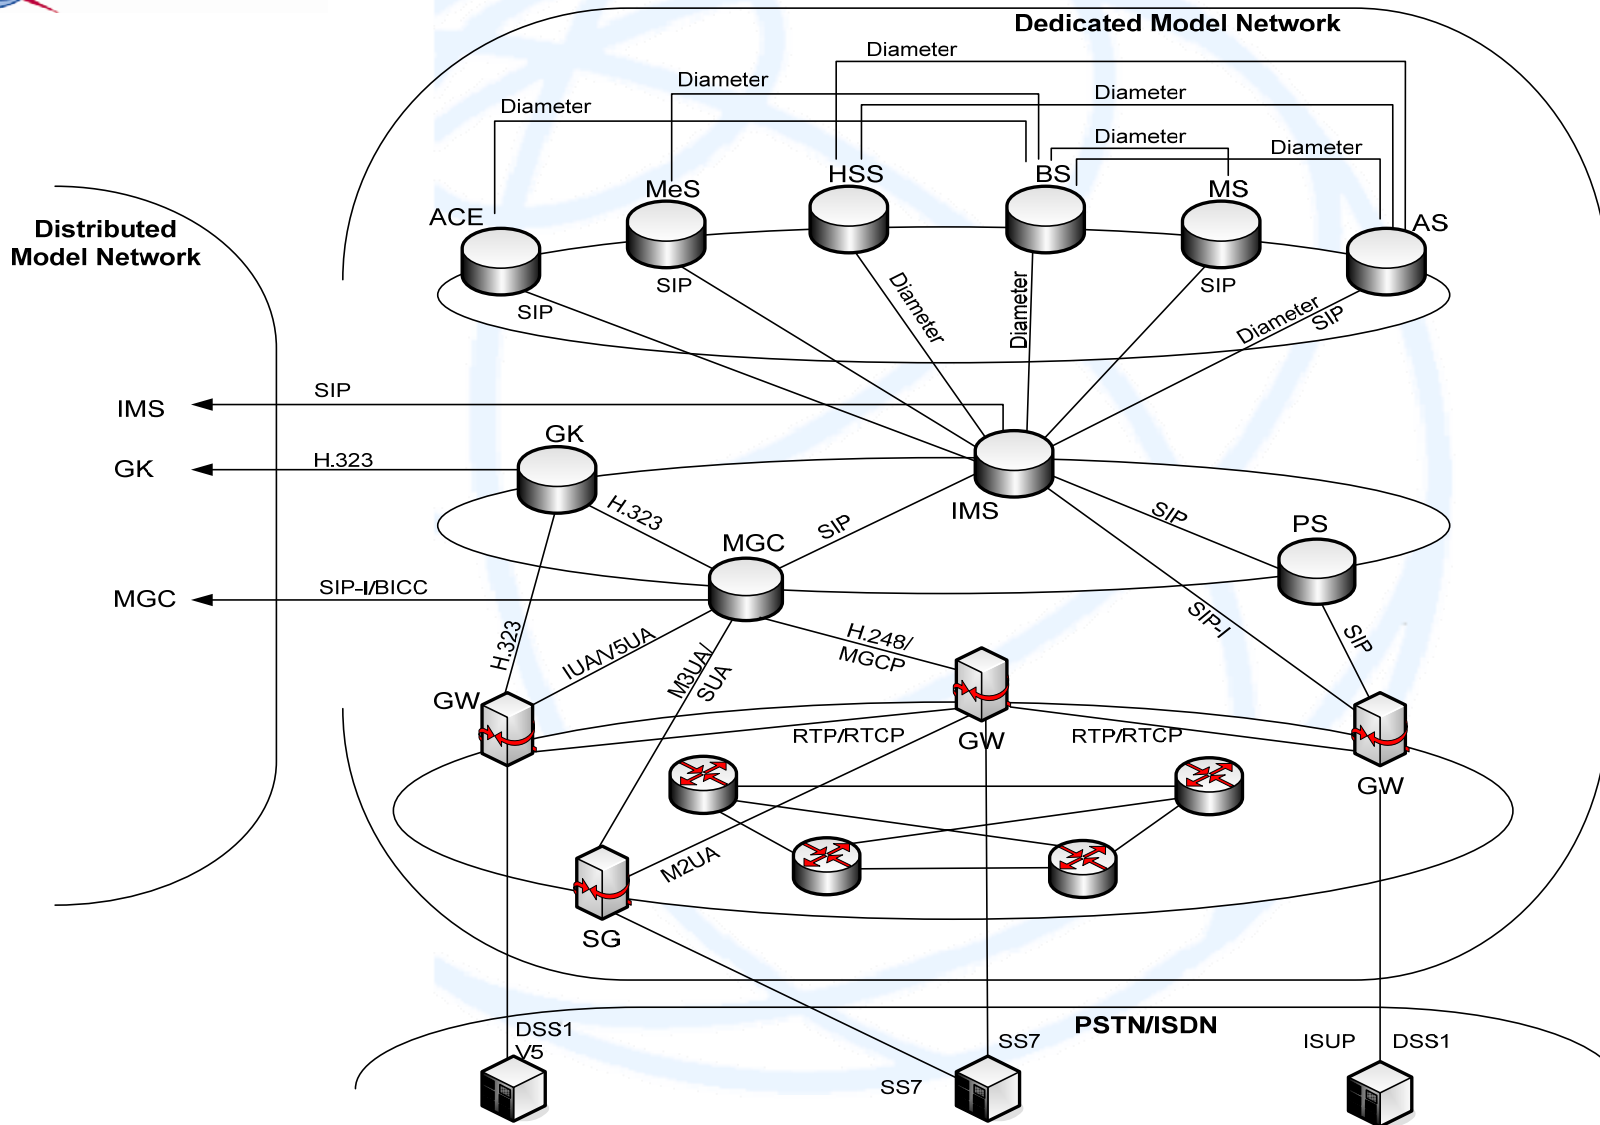 Dedicated Model Network
Diameter
Diameter
Diameter
Diameter
Diameter
Diameter
HSS
BS
MeS
MS
ACE
AS
Distributed
Model Network
SIP
SIP
SIP
Diameter
Diameter
Diameter
SIP
IMS
SIP
GK
GK
H.323
IMS
H.323
SIP
SIP
PS
MGC
MGC
SIP-I/BICC
H.323
IUA/V5UA
M3UA/
SUA
H.248/
MGCP
SIP-I
SIP
GW
RTP/RTCP
GW
RTP/RTCP
GW
M2UA
SG
PSTN/ISDN
DSS1
V5
SS7
SS7
ISUP
DSS1